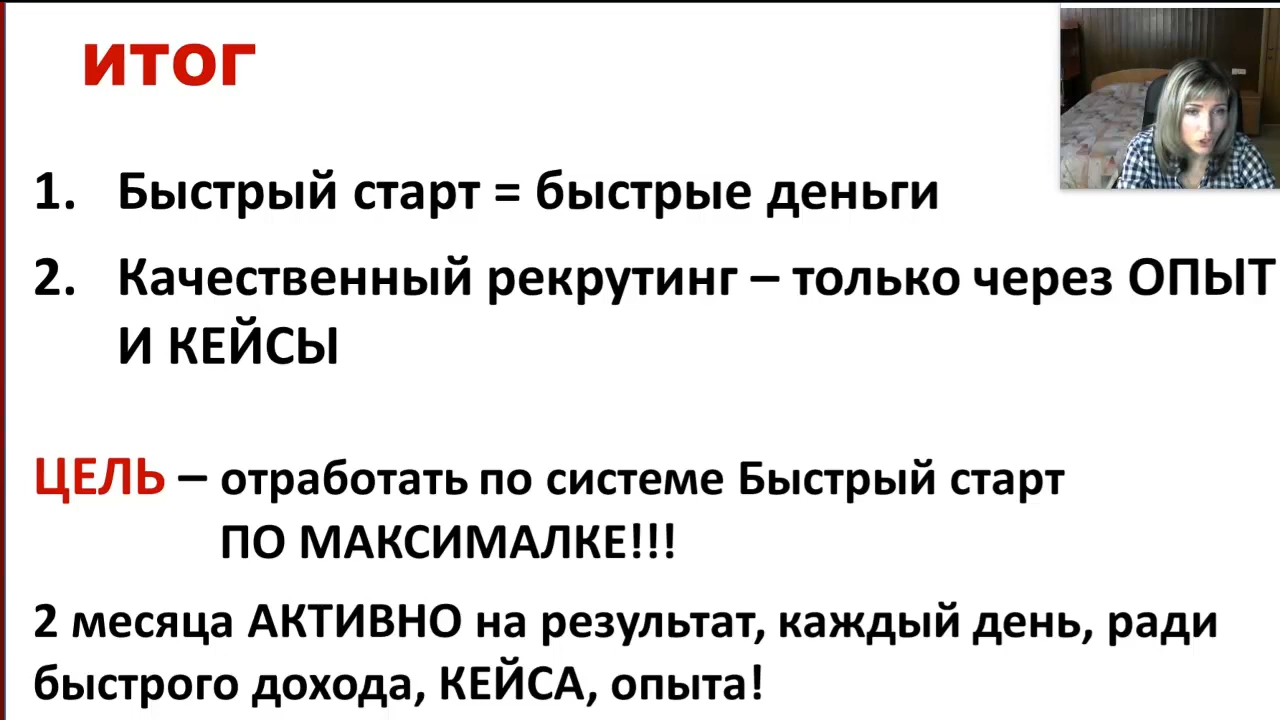 ИТОГ
1. Быстрый старт = быстрые деньги
2. Качественный рекрутинг – только через ОПЫТ
И КЕЙСЫ
ЦЕЛЬ – отработать по системе Быстрый старт
ПО МАКСИМАЛКЕ!!!
2 месяца АКТИВНО на результат, каждый день, ради
быстрого дохода, КЕЙСА, опыта!